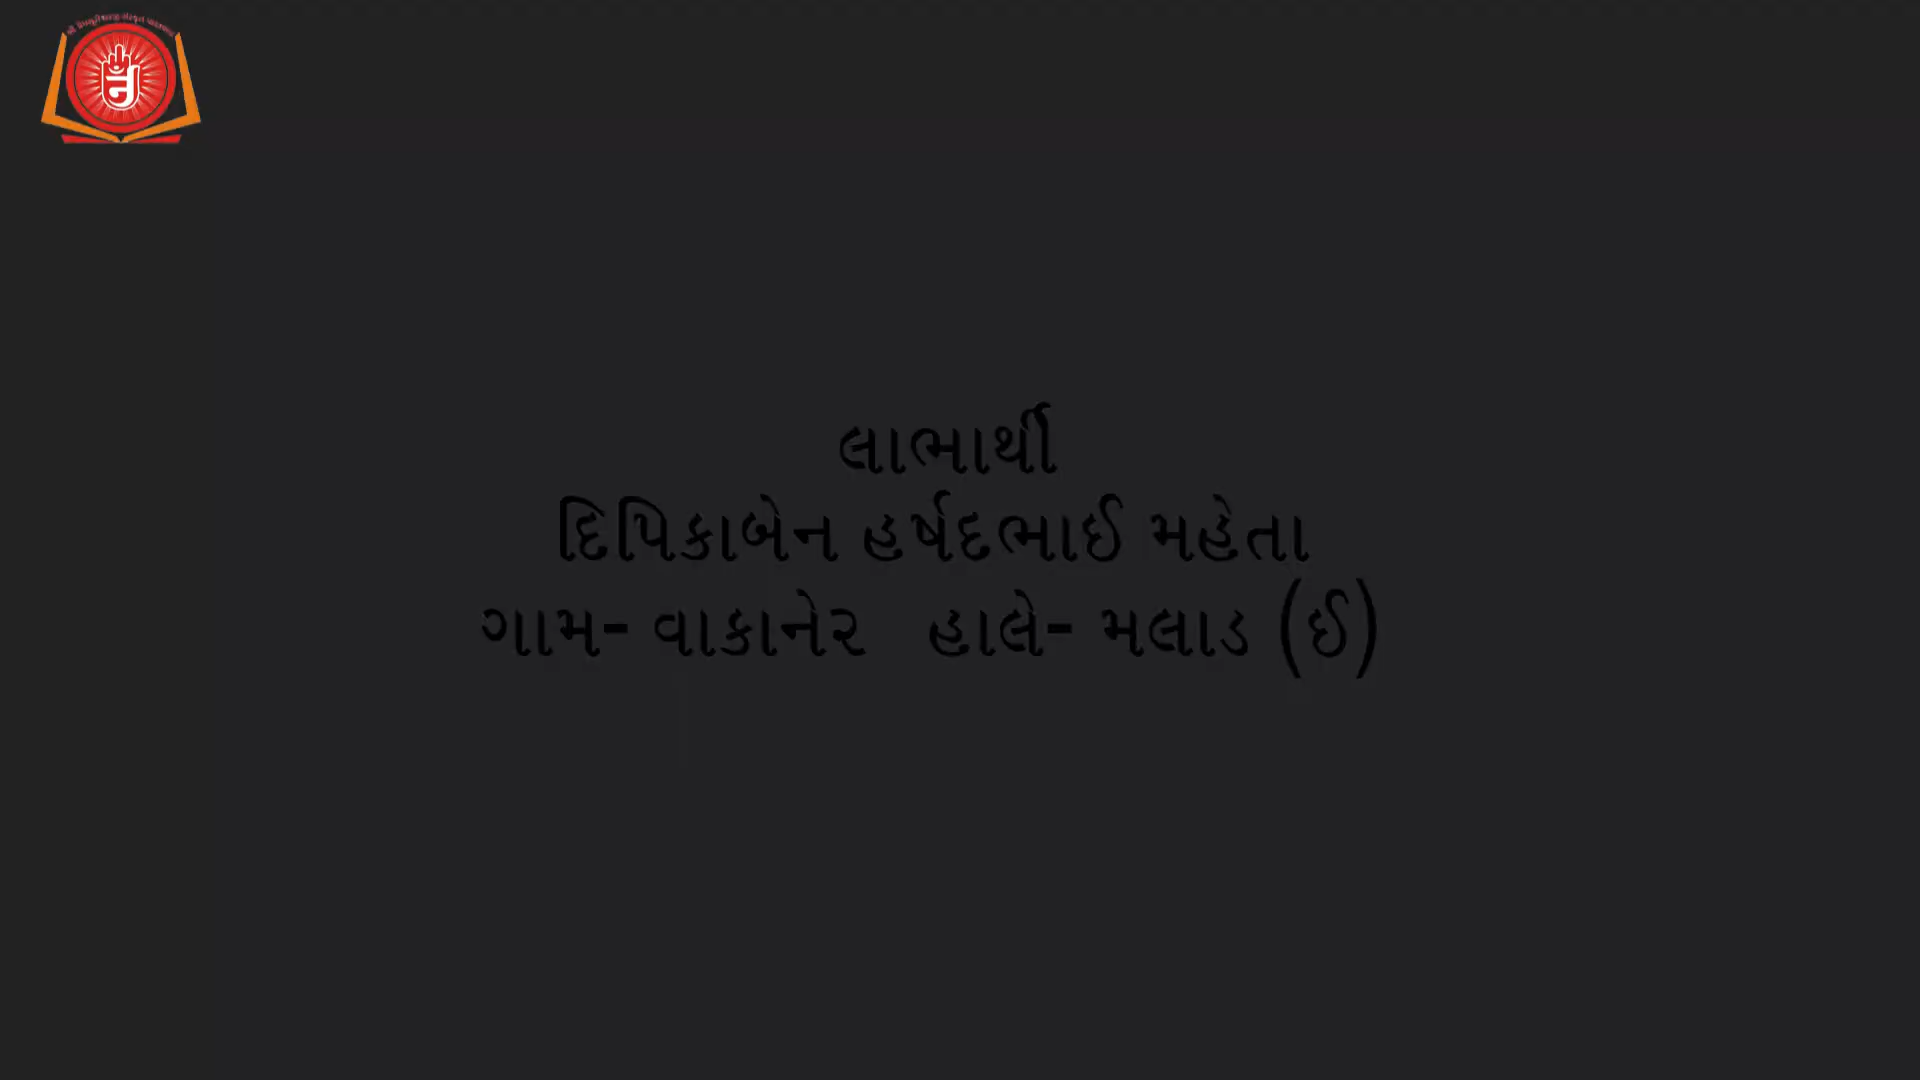 લાભાર્થી
દિપિકાબેન હર્ષદભાઈ મહેતા
ગામ- વાકાનેર   હાલે- મલાડ (ઈ)